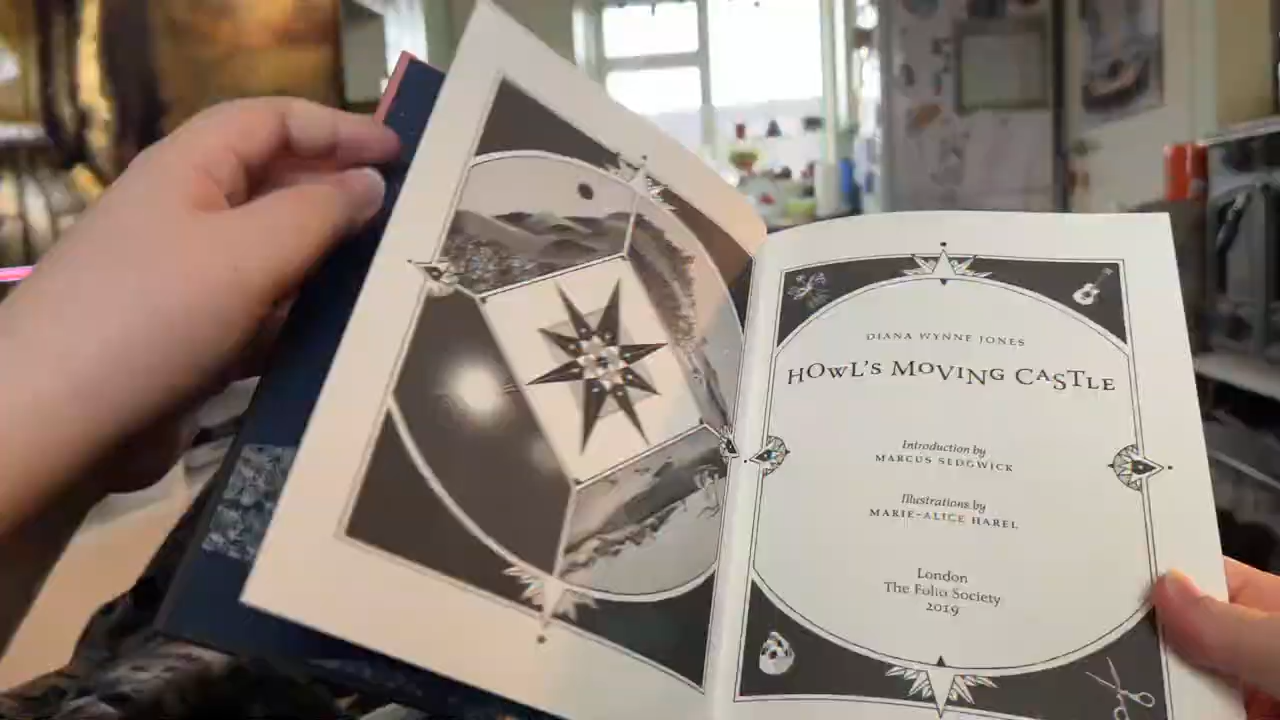 DIANA WYNNE JONES
HOWL'S MOVING CASTLE
Introduction by
MARCUS SEDGWICK
Illustrations by
MARIE-ALICE HAREL
London
The Folio Society
2019